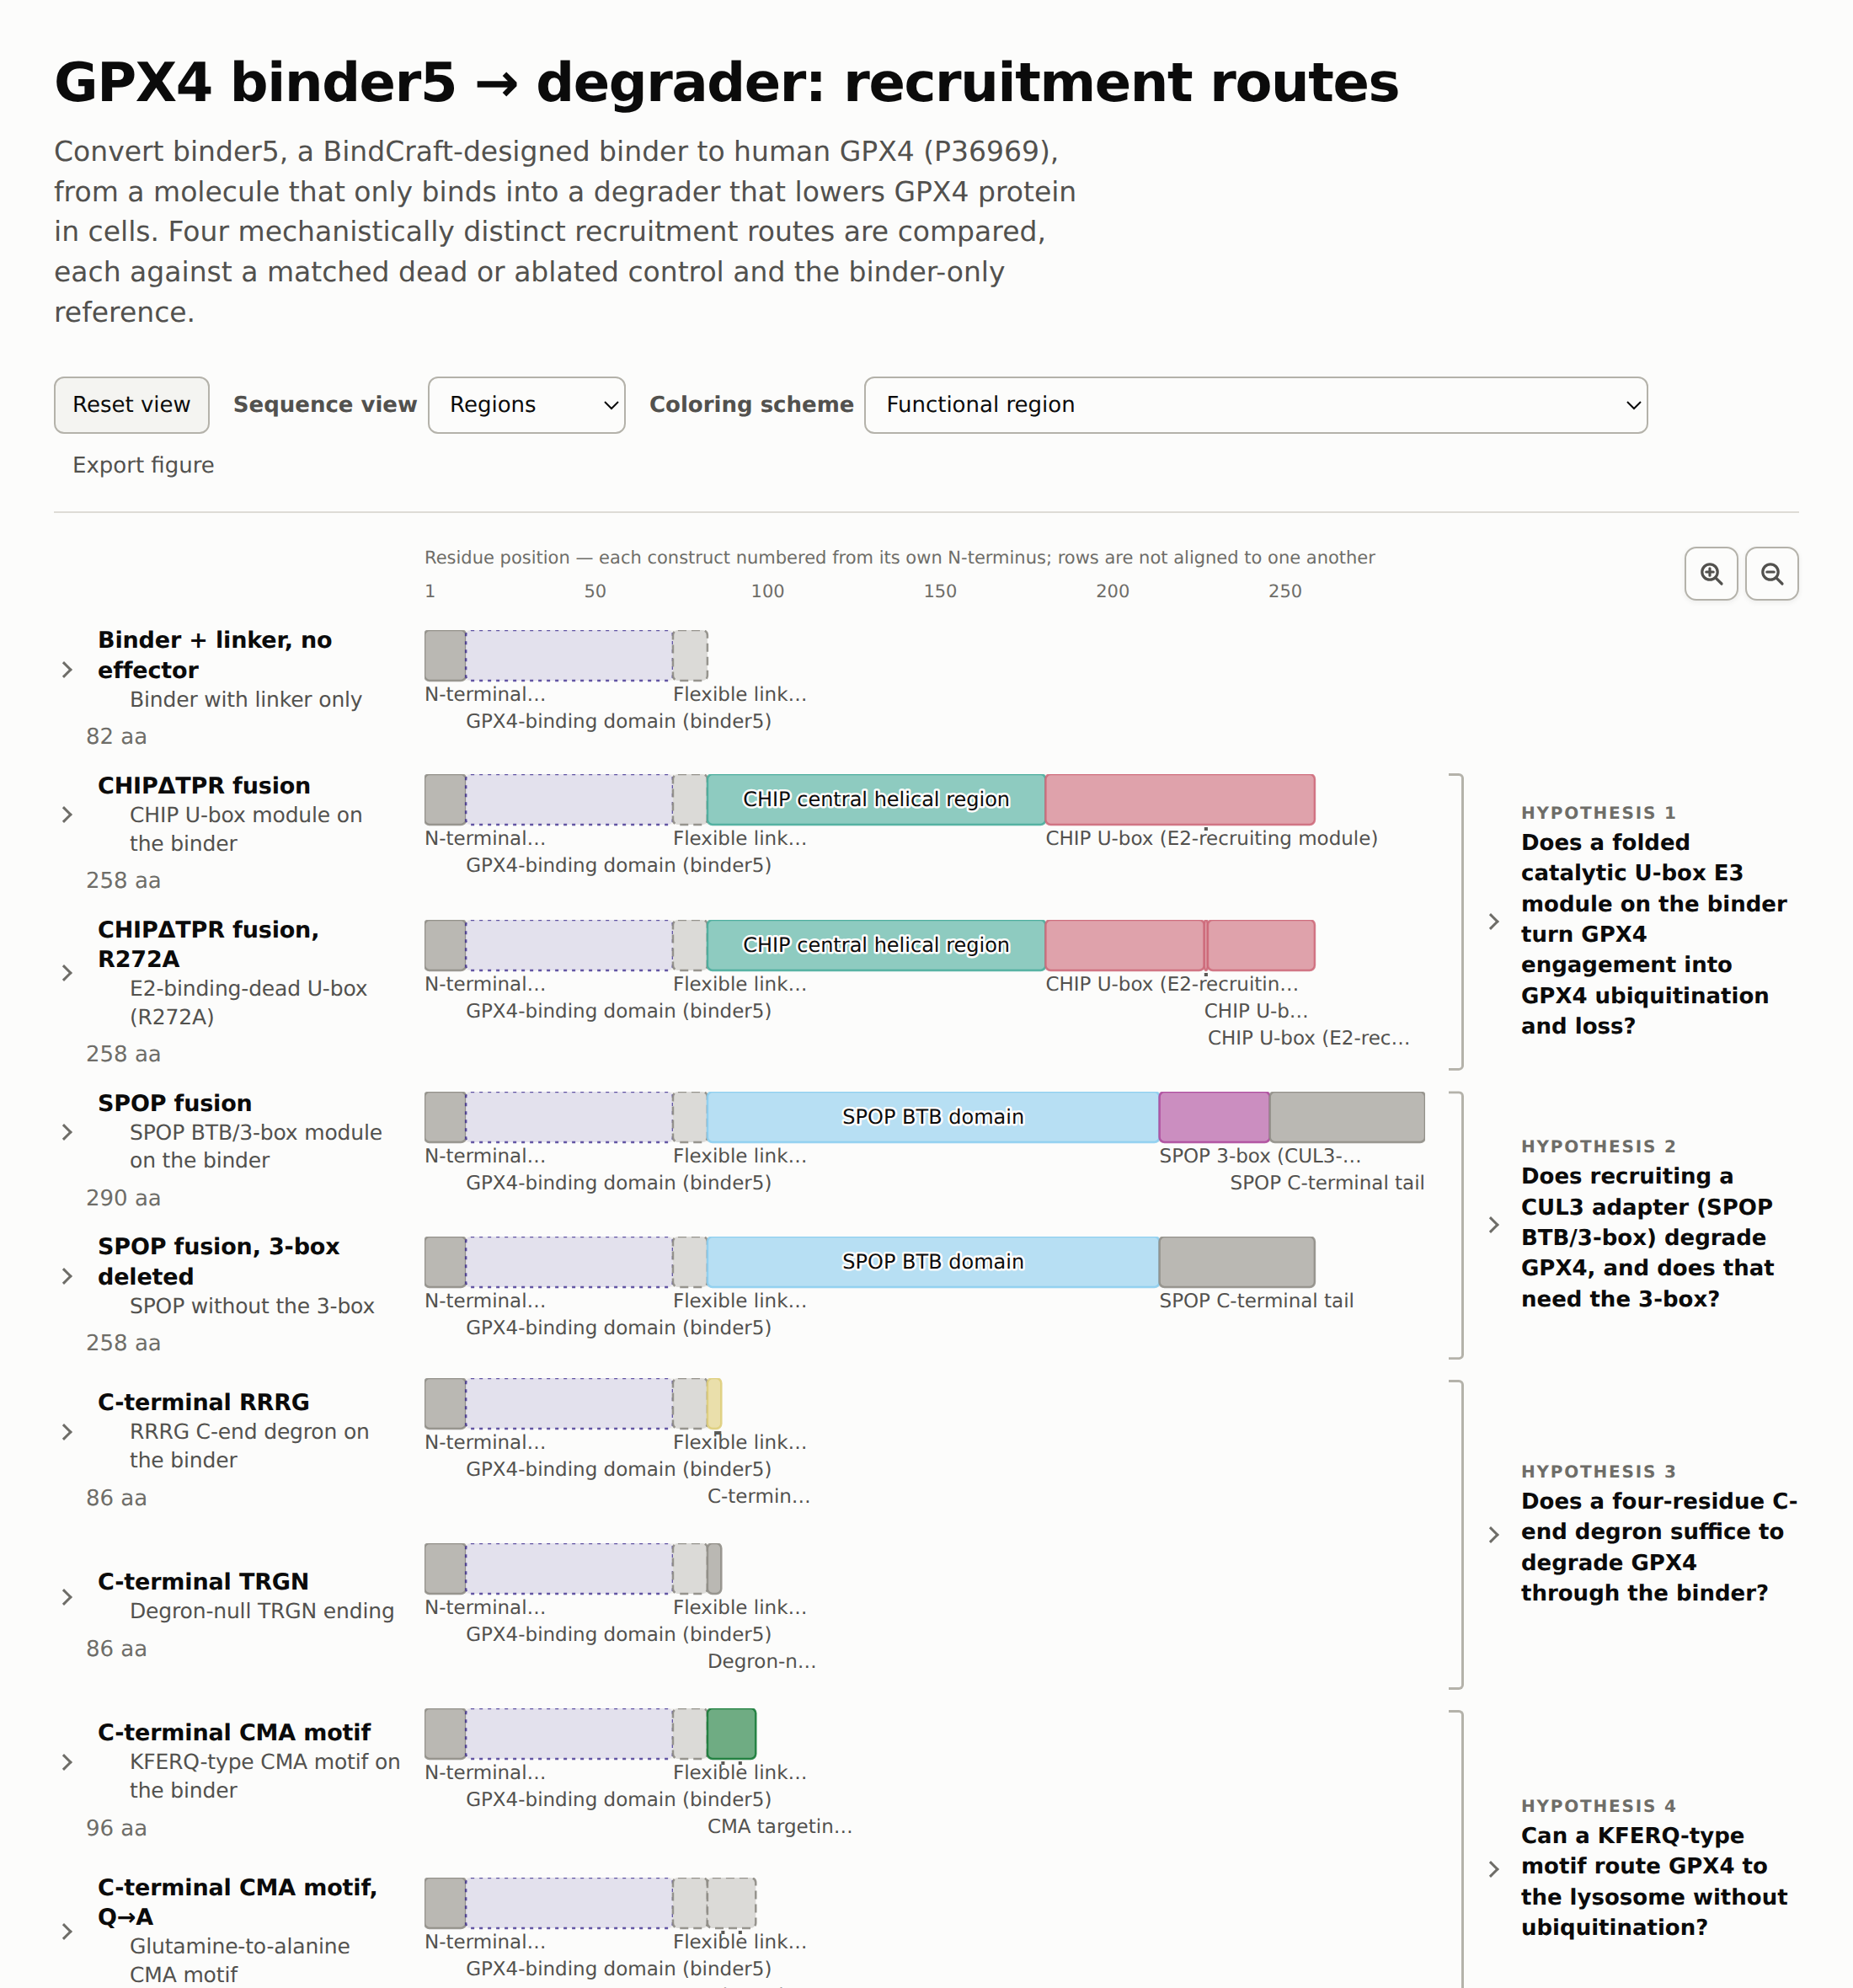 GPX4 binder5 → degrader: recruitment routes
Convert binder5, a BindCraft-designed binder to human GPX4 (P36969),
from a molecule that only binds into a degrader that lowers GPX4 protein
in cells. Four mechanistically distinct recruitment routes are compared,
each against a matched dead or ablated control and the binder-only
reference.
Reset view
Sequence view
Regions
Coloring scheme
Functional region
Export figure
Residue position — each construct numbered from its own N-terminus; rows are not aligned to one another
1 50 100 150 200 250
Binder + linker, no
effector
Binder with linker only
82 aa
N-terminal…
Flexible link…
GPX4-binding domain (binder5)
CHIPΔTPR fusion
CHIP U-box module on
the binder
258 aa
CHIP central helical region
N-terminal…
Flexible link…
CHIP U-box (E2-recruiting module)
GPX4-binding domain (binder5)
CHIPΔTPR fusion,
R272A
E2-binding-dead U-box
(R272A)
258 aa
CHIP central helical region
N-terminal…
Flexible link…
CHIP U-box (E2-recruitin…
GPX4-binding domain (binder5)
CHIP U-b…
CHIP U-box (E2-rec…
HYPOTHESIS 1
Does a folded
catalytic U-box E3
module on the binder
turn GPX4
engagement into
GPX4 ubiquitination
and loss?
SPOP fusion
SPOP BTB/3-box module
on the binder
290 aa
SPOP BTB domain
N-terminal…
Flexible link…
SPOP 3-box (CUL3-…
GPX4-binding domain (binder5)
SPOP C-terminal tail
SPOP fusion, 3-box
deleted
SPOP without the 3-box
258 aa
SPOP BTB domain
N-terminal…
Flexible link…
SPOP C-terminal tail
GPX4-binding domain (binder5)
HYPOTHESIS 2
Does recruiting a
CUL3 adapter (SPOP
BTB/3-box) degrade
GPX4, and does that
need the 3-box?
C-terminal RRRG
RRRG C-end degron on
the binder
86 aa
N-terminal…
Flexible link…
GPX4-binding domain (binder5)
C-termin…
C-terminal TRGN
Degron-null TRGN ending
86 aa
N-terminal…
Flexible link…
GPX4-binding domain (binder5)
Degron-n…
HYPOTHESIS 3
Does a four-residue C-
end degron suffice to
degrade GPX4
through the binder?
C-terminal CMA motif
KFERQ-type CMA motif on
the binder
96 aa
N-terminal…
Flexible link…
GPX4-binding domain (binder5)
CMA targetin…
C-terminal CMA motif,
Q→A
Glutamine-to-alanine
CMA motif
N-terminal…
Flexible link…
GPX4-binding domain (binder5)
HYPOTHESIS 4
Can a KFERQ-type
motif route GPX4 to
the lysosome without
ubiquitination?